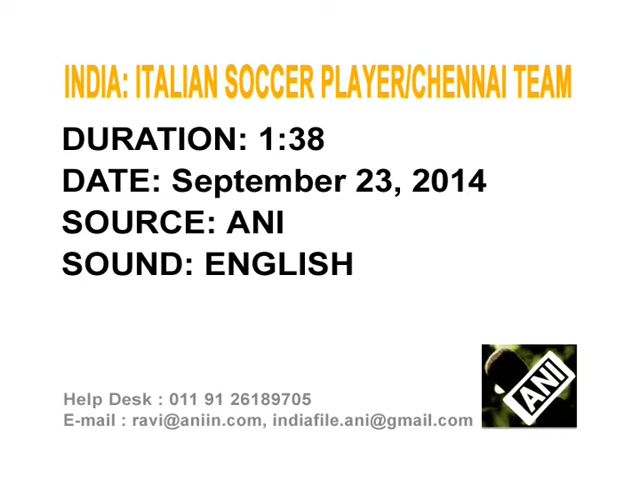 INDIA: ITALIAN SOCCER PLAYER/CHENNAI TEAM
DURATION: 1:38
DATE: September 23, 2014
SOURCE: ANI
SOUND: ENGLISH
Help Desk : 011 91 26189705
E-mail : ravi@aniin.com, indiafile.ani@gmail.com
ANI